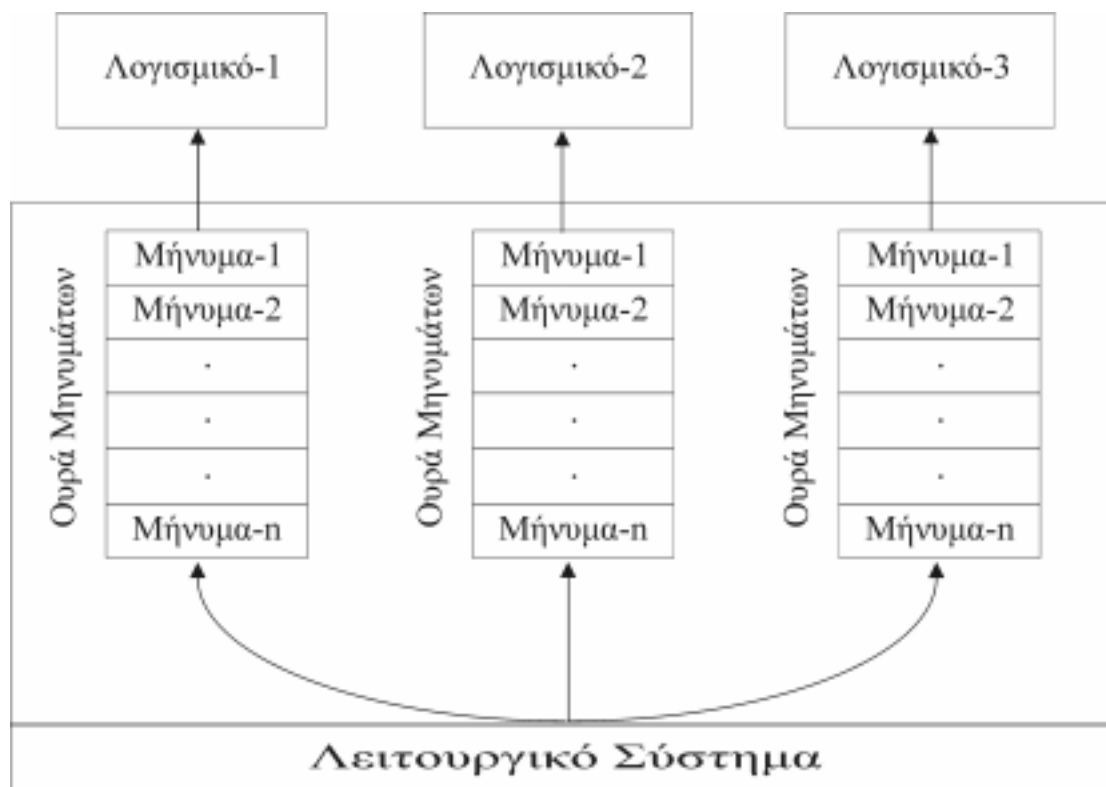 Λογισμικό-1
Λογισμικό-2
Λογισμικό-3
Ουρά Μηνυμάτων
Μήνυμα-1
Μήνυμα-2
.
.
.
Μήνυμα-n
Ουρά Μηνυμάτων
Μήνυμα-1
Μήνυμα-2
.
.
.
Μήνυμα-n
Ουρά Μηνυμάτων
Μήνυμα-1
Μήνυμα-2
.
.
.
Μήνυμα-n
Λειτουργικό Σύστημα